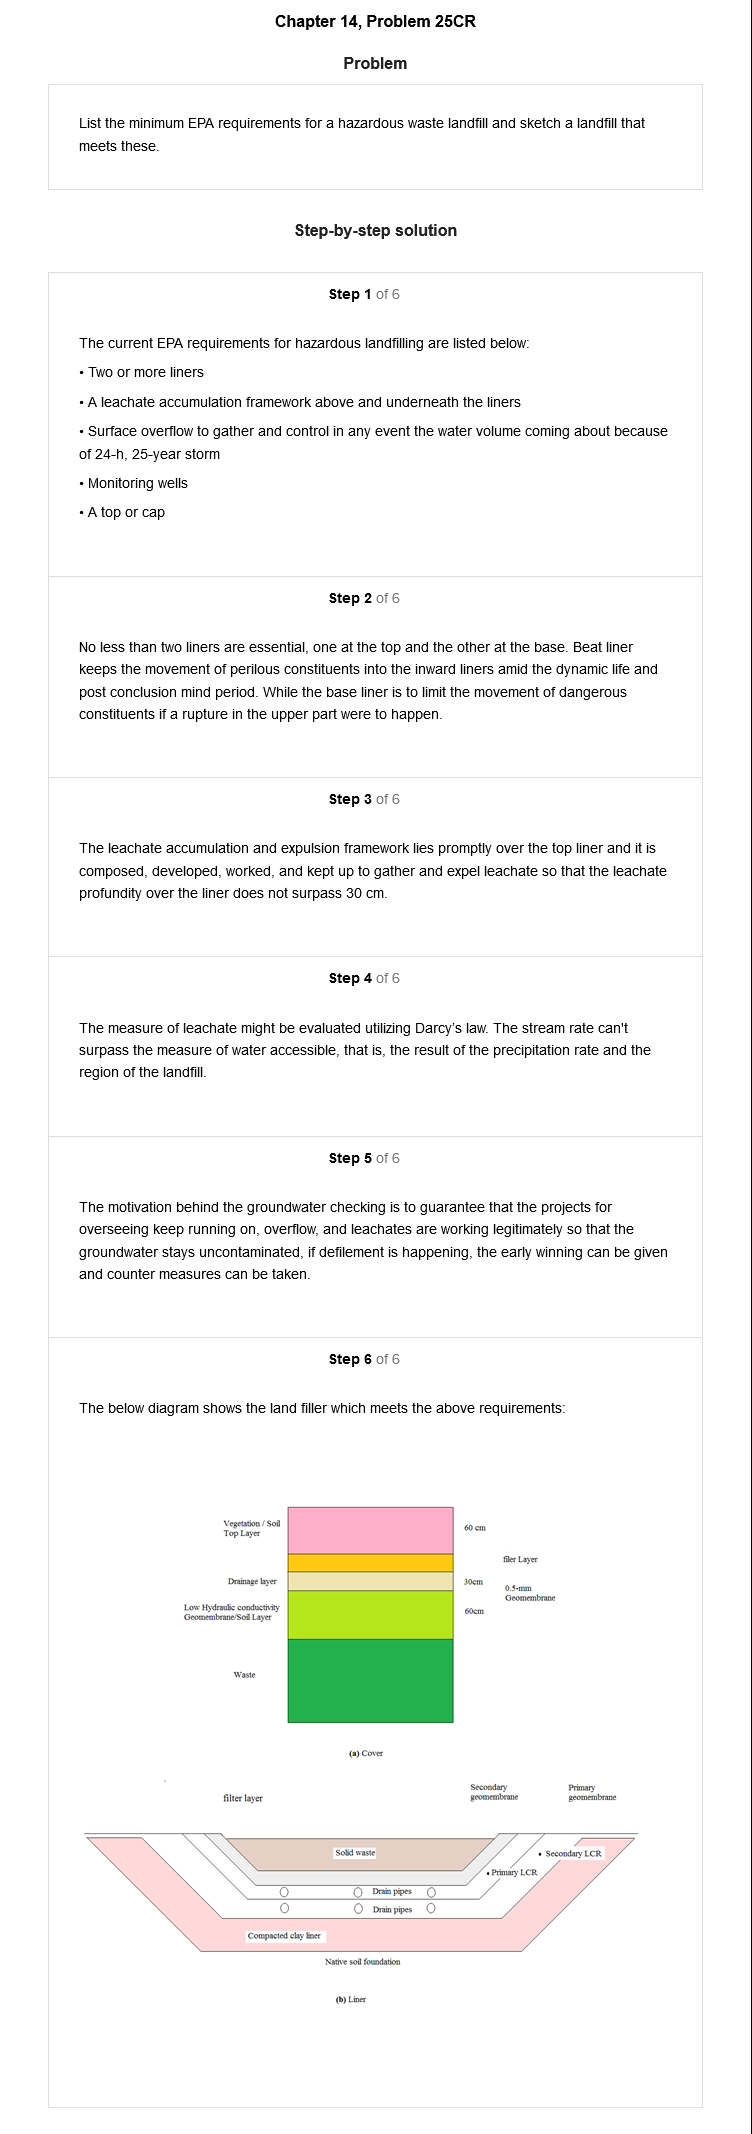 Chapter 14, Problem 25CR
Problem
List the minimum EPA requirements for a hazardous waste landfill and sketch a landfill that
meets these.
Step-by-step solution
Step 1 of 6
The current EPA requirements for hazardous landfilling are listed below:
• Two or more liners
• A leachate accumulation framework above and underneath the liners
• Surface overflow to gather and control in any event the water volume coming about because
of 24-h, 25-year storm
• Monitoring wells
• A top or cap
Step 2 of 6
No less than two liners are essential, one at the top and the other at the base. Beat liner
keeps the movement of perilous constituents into the inward liners amid the dynamic life and
post conclusion mind period. While the base liner is to limit the movement of dangerous
constituents if a rupture in the upper part were to happen.
Step 3 of 6
The leachate accumulation and expulsion framework lies promptly over the top liner and it is
composed, developed, worked, and kept up to gather and expel leachate so that the leachate
profundity over the liner does not surpass 30 cm.
Step 4 of 6
The measure of leachate might be evaluated utilizing Darcy's law. The stream rate can't
surpass the measure of water accessible, that is, the result of the precipitation rate and the
region of the landfill.
Step 5 of 6
The motivation behind the groundwater checking is to guarantee that the projects for
overseeing keep running on, overflow, and leachates are working legitimately so that the
groundwater stays uncontaminated, if defilement is happening, the early winning can be given
and counter measures can be taken.
Step 6 of 6
The below diagram shows the land filler which meets the above requirements:
Vegetation / Soil
Top Layer
60 cm
filer Layer
Drainage layer
30cm
0.5-mm
Geomembrane
Low Hydraulic conductivity
Geomembrane/Soil Layer
60cm
Waste
(a) Cover
filter layer
Secondary
geomembrane
Primary
geomembrane
Solid waste
• Secondary LCR
• Primary LCR
Drain pipes
Drain pipes
Compacted clay liner
Native soil foundation
(b) Liner